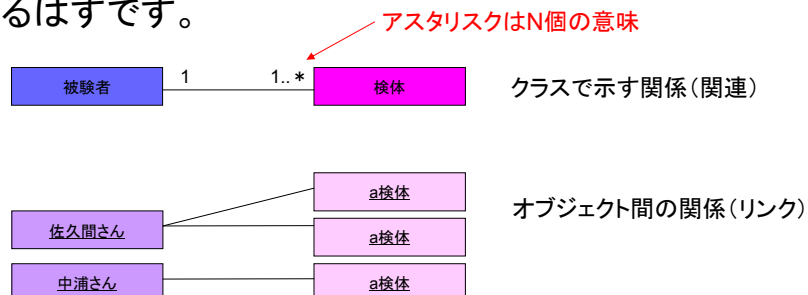 るはずです。
アスタリスクはN個の意味
被験者 1 1..* 検体 クラスで示す関係（関連）
a検体
オブジェクト間の関係（リンク）
佐久間さん a検体
中浦さん a検体